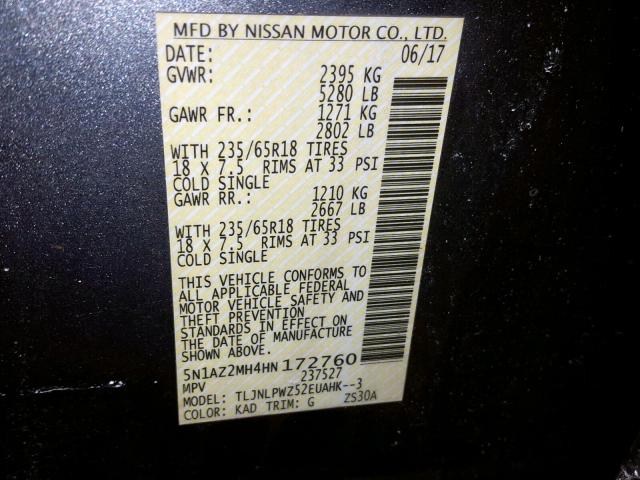 MFD BY NISSAN MOTOR CO., LTD.
DATE: 06/17
GVWR: 2395 KG
5280 LB
GAWR FR.: 1271 KG
2802 LB
WITH 235/65R18 TIRES
18 X 7.5 RIMS AT 33 PSI
COLD SINGLE
GAWR RR.: 1210 KG
2667 LB
WITH 235/65R18 TIRES
18 X 7.5 RIMS AT 33 PSI
COLD SINGLE
THIS VEHICLE CONFORMS TO
ALL APPLICABLE FEDERAL
MOTOR VEHICLE SAFETY AND
THEFT PREVENTION
STANDARDS IN EFFECT ON
THE DATE OF MANUFACTURE
SHOWN ABOVE.
5N1AZ2MH4HN172760
MPV 237527
MODEL: TLJNLPWZ52EUAHK--3
COLOR: KAD TRIM: G ZS30A